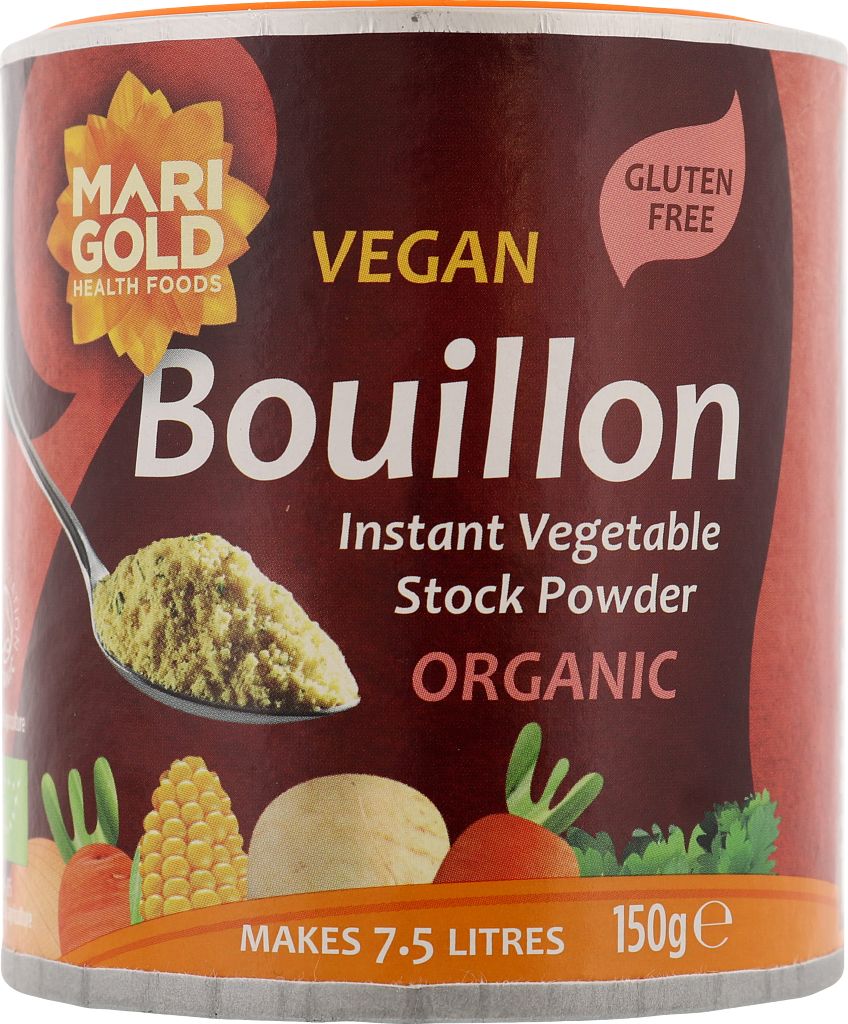 MARI
GOLD
HEALTH FOODS
GLUTEN
FREE
VEGAN
Bouillon
Instant Vegetable
Stock Powder
ORGANIC
MAKES 7.5 LITRES 150g ℮